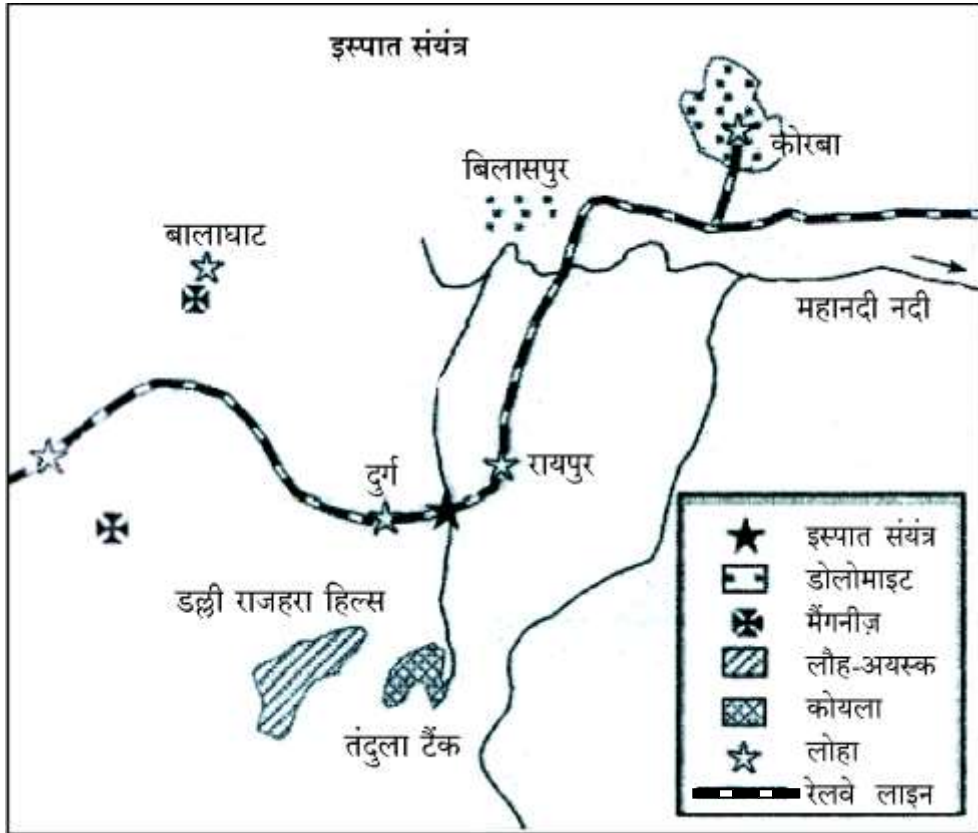 इस्पात संयंत्र
कोरबा
बिलासपुर
बालाघाट
महानदी नदी
रायपुर
दुर्ग
डल्ली राजहरा हिल्स
तंदुला टैंक
इस्पात संयंत्र
डोलोमाइट
मैंगनीज़
लौह-अयस्क
कोयला
लोहा
रेलवे लाइन